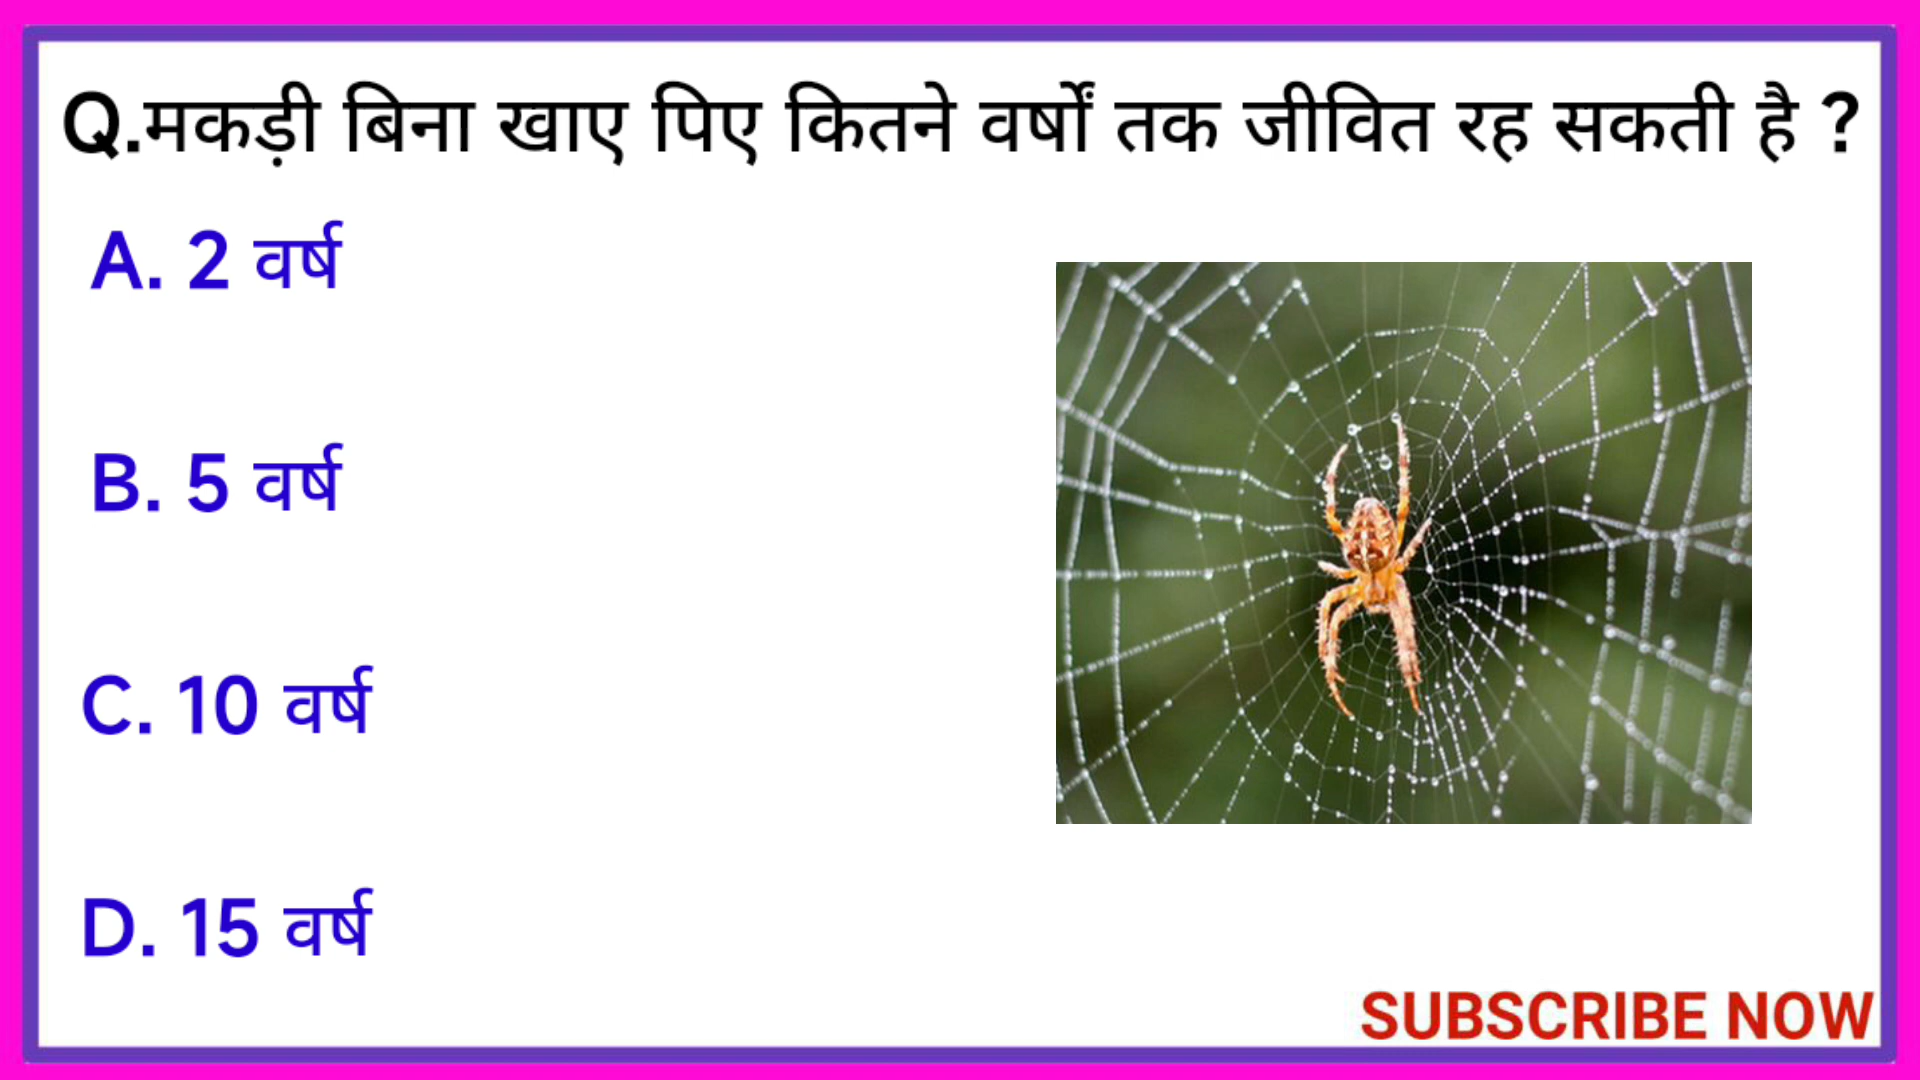 Q.मकड़ी बिना खाए पिए कितने वर्षों तक जीवित रह सकती है ?
A. 2 वर्ष
B. 5 वर्ष
C. 10 वर्ष
D. 15 वर्ष
SUBSCRIBE NOW